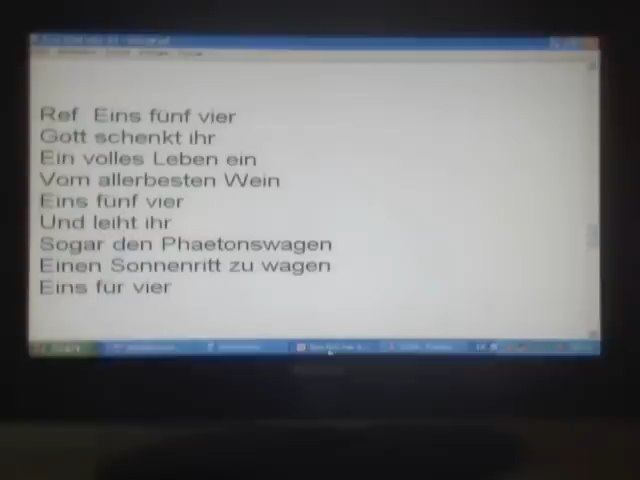 Ref Eins fünf vier
Gott schenkt ihr
Ein volles Leben ein
Vom allerbesten Wein
Eins fünf vier
Und leiht ihr
Sogar den Phaetonswagen
Einen Sonnenritt zu wagen
Eins fur vier